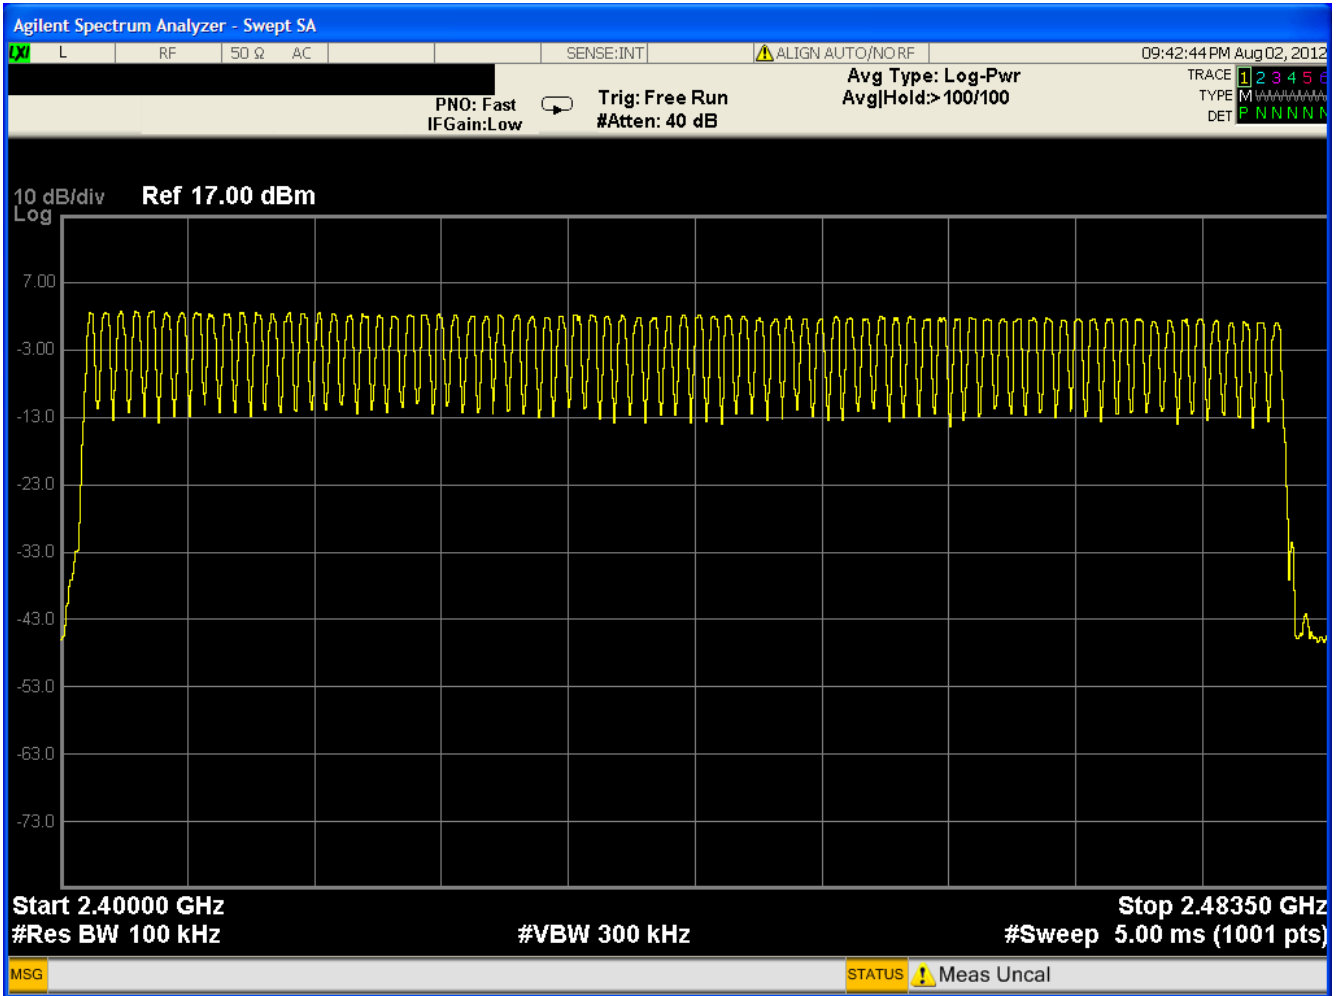 Agilent Spectrum Analyzer - Swept SA
LXI L RF 50 Ω AC SENSE:INT ALIGN AUTO/NO RF 09:42:44 PM Aug 02, 2012
Avg Type: Log-Pwr TRACE 1 2 3 4 5 6
PNO: Fast Trig: Free Run Avg|Hold:>100/100 TYPE M
IFGain:Low #Atten: 40 dB DET P N N N N N
10 dB/div Ref 17.00 dBm
Log
7.00
-3.00
-13.0
-23.0
-33.0
-43.0
-53.0
-63.0
-73.0
Start 2.40000 GHz Stop 2.48350 GHz
#Res BW 100 kHz #VBW 300 kHz #Sweep 5.00 ms (1001 pts)
MSG STATUS Meas Uncal